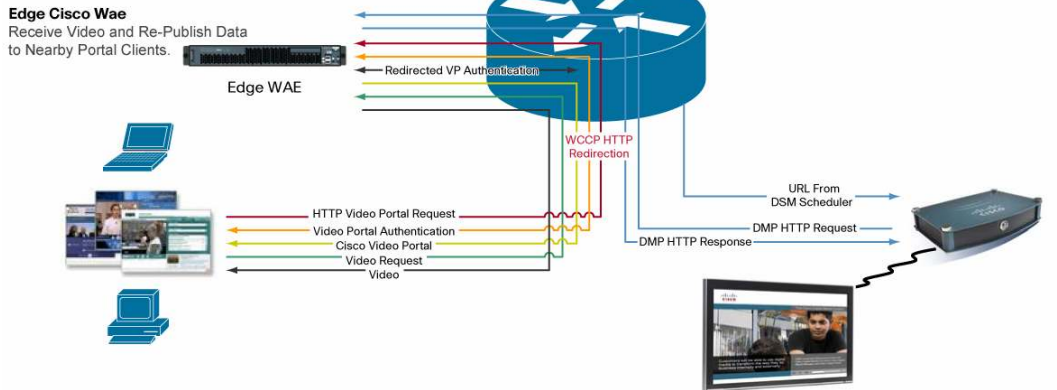 Edge Cisco Wae
Receive Video and Re-Publish Data
to Nearby Portal Clients.
Edge WAE
Redirected VP Authentication
WCCP HTTP
Redirection
HTTP Video Portal Request
Video Portal Authentication
Cisco Video Portal
Video Request
Video
URL From
DSM Scheduler
DMP HTTP Request
DMP HTTP Response
CISCO